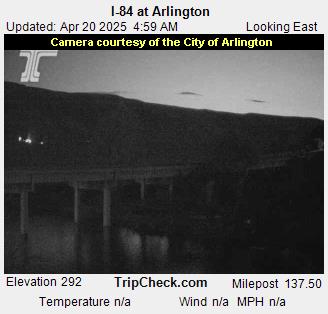 I-84 at Arlington
Updated: Apr 20 2025 4:59 AM Looking East
Camera courtesy of the City of Arlington
Elevation 292 TripCheck.com Milepost 137.50
Temperature n/a Wind n/a MPH n/a